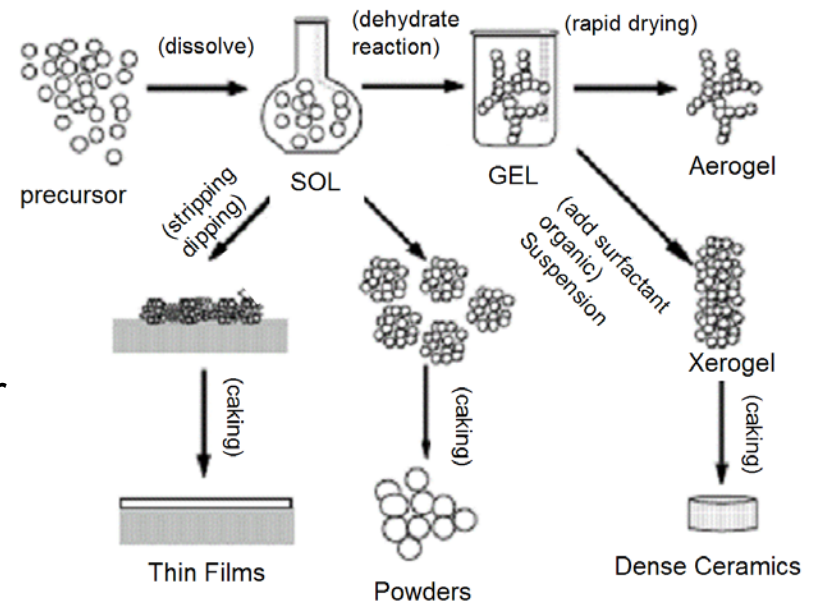 (dissolve)
(dehydrate
reaction)
(rapid drying)
precursor
SOL
GEL
Aerogel
(stripping
dipping)
(add surfactant
organic)
Suspension
Xerogel
(caking)
(caking)
(caking)
Thin Films
Powders
Dense Ceramics